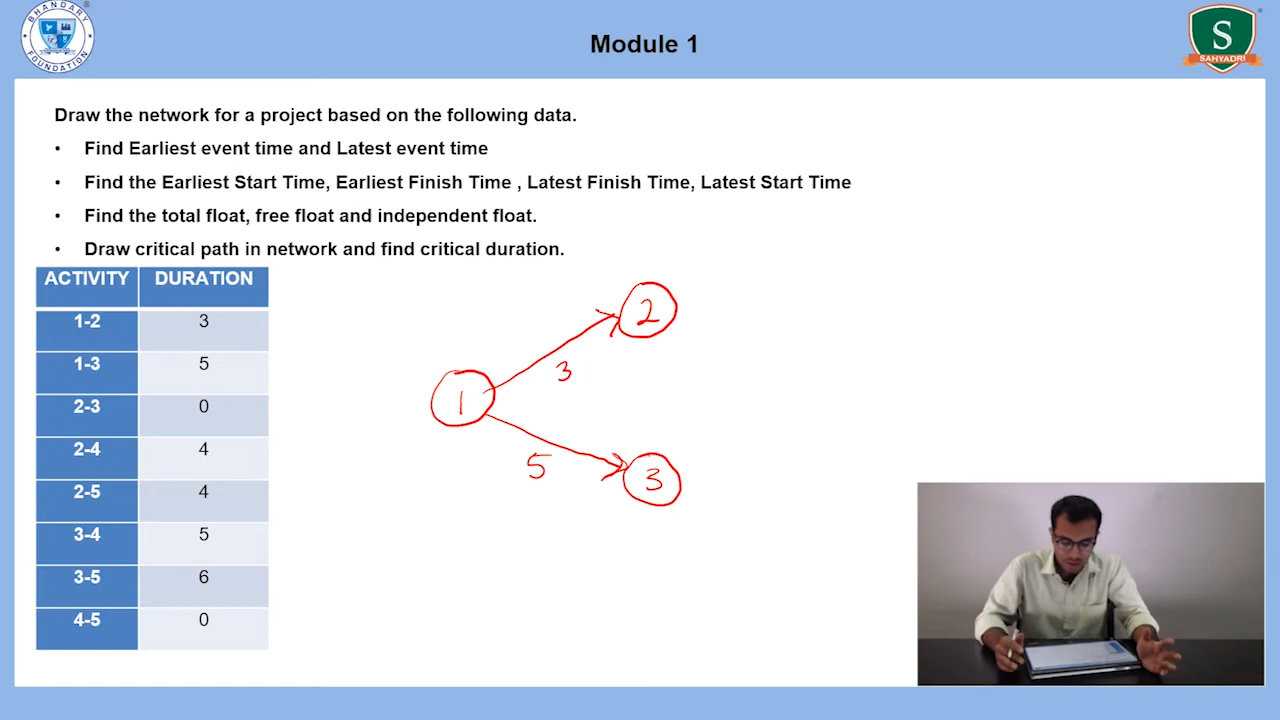 BHANDARY
FOUNDATION
®
Module 1
S
SAHYADRI
Draw the network for a project based on the following data.
• Find Earliest event time and Latest event time
• Find the Earliest Start Time, Earliest Finish Time , Latest Finish Time, Latest Start Time
• Find the total float, free float and independent float.
• Draw critical path in network and find critical duration.
ACTIVITY DURATION
1-2 3
1-3 5
2-3 0
2-4 4
2-5 4
3-4 5
3-5 6
4-5 0
2
3
1
5
3